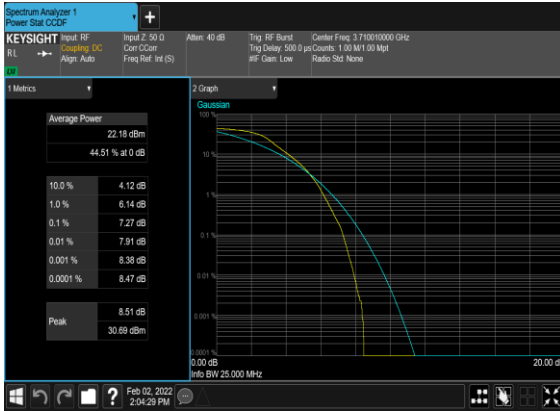 Spectrum Analyzer 1
Power Stat CCDF
+
KEYSIGHT Input: RF Input Z: 50 Ω Atten: 40 dB Trig: RF Burst Center Freq: 3.710010000 GHz
RL Coupling: DC Corr CCorr Trig Delay: 500.0 µs Counts: 1.00 M/1.00 Mpt
Align: Auto Freq Ref: Int (S) #IF Gain: Low Radio Std: None
1 Metrics
Average Power
22.18 dBm
44.51 % at 0 dB
10.0 % 4.12 dB
1.0 % 6.14 dB
0.1 % 7.27 dB
0.01 % 7.91 dB
0.001 % 8.38 dB
0.0001 % 8.47 dB
Peak
8.51 dB
30.69 dBm
2 Graph
Gaussian
100 %
10 %
1 %
0.1 %
0.01 %
0.001 %
0.0001 %
0.00 dB 20.00 d
Info BW 25.000 MHz
? Feb 02, 2022
2:04:29 PM